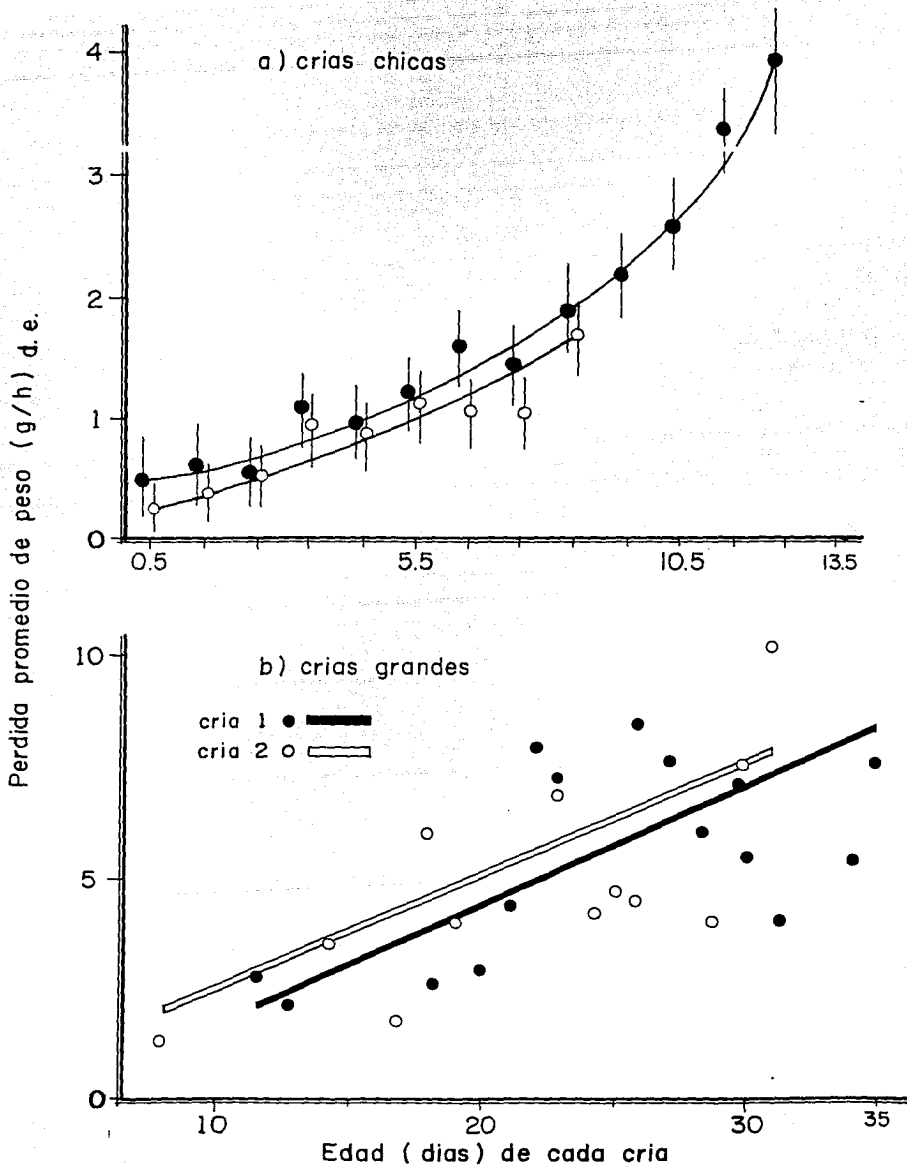 Perdida promedio de peso (g/h) d.e.
a) crias chicas
4
3
2
1
0
0.5 5.5 10.5 13.5
b) crias grandes
cria 1
cria 2
10
5
0
10 20 30 35
Edad (dias) de cada cria